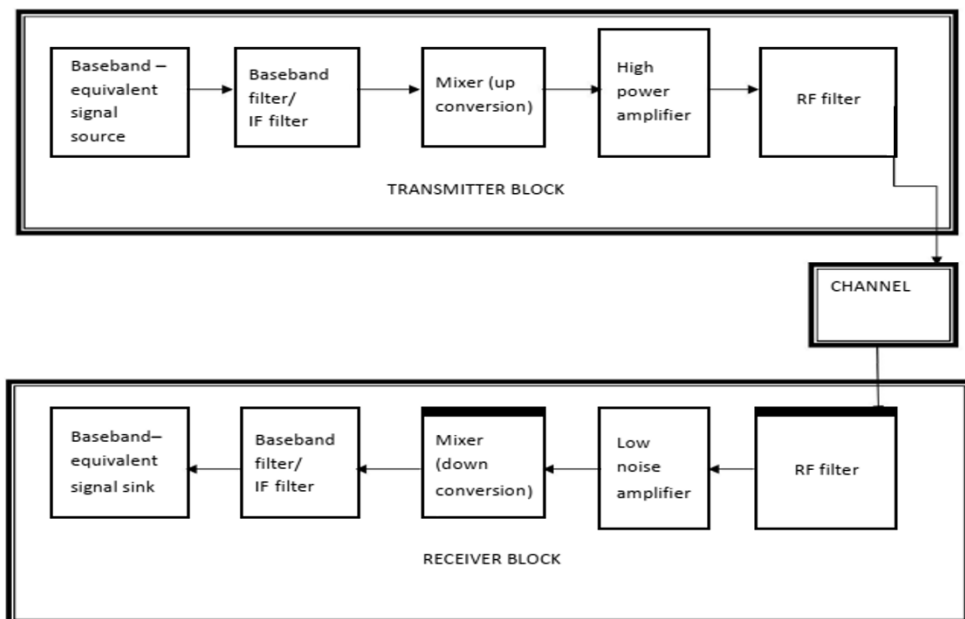 Baseband –
equivalent
signal
source
Baseband
filter/
IF filter
Mixer (up
conversion)
High
power
amplifier
RF filter
TRANSMITTER BLOCK
CHANNEL
Baseband–
equivalent
signal sink
Baseband
filter/
IF filter
Mixer
(down
conversion)
Low
noise
amplifier
RF filter
RECEIVER BLOCK